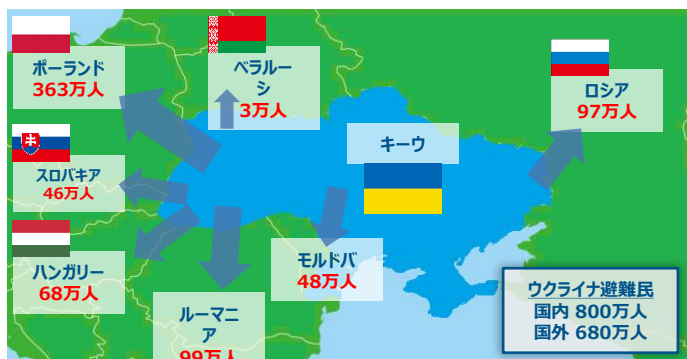 ポーランド
363万人
ベラルー
シ
3万人
ロシア
97万人
キーウ
スロバキア
46万人
ハンガリー
68万人
ルーマニ
ア
99万人
モルドバ
48万人
ウクライナ避難民
国内 800万人
国外 680万人